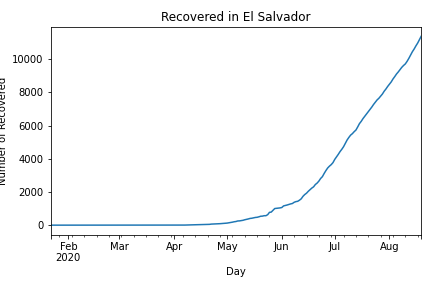 Recovered in El Salvador
Number of Recovered
10000
8000
6000
4000
2000
0
Feb
2020
Mar
Apr
May
Jun
Jul
Aug
Day